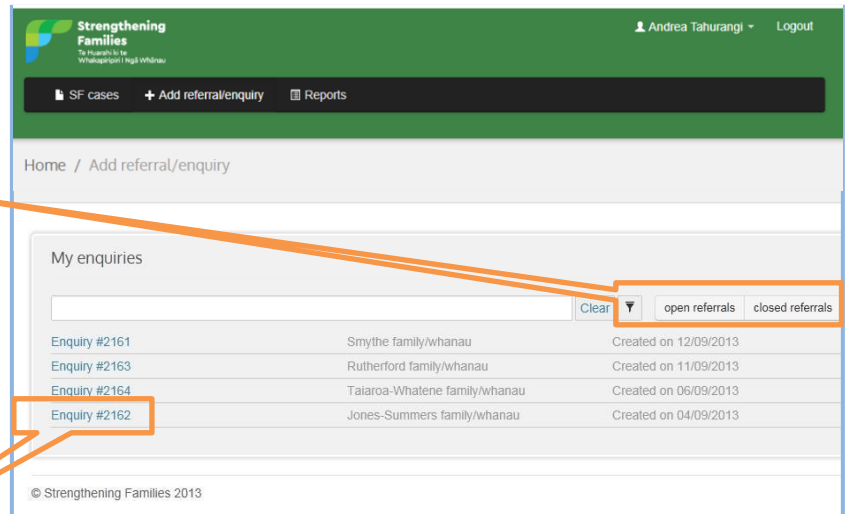 Strengthening
Families
Te Huarahi ki te
Whakapiripiri i Ngā Whānau
Andrea Tahurangi
Logout
SF cases + Add referral/enquiry Reports
Home / Add referral/enquiry
My enquiries
Clear open referrals closed referrals
Enquiry #2161 Smythe family/whanau Created on 12/09/2013
Enquiry #2163 Rutherford family/whanau Created on 11/09/2013
Enquiry #2164 Taiaroa-Whatene family/whanau Created on 06/09/2013
Enquiry #2162 Jones-Summers family/whanau Created on 04/09/2013
© Strengthening Families 2013